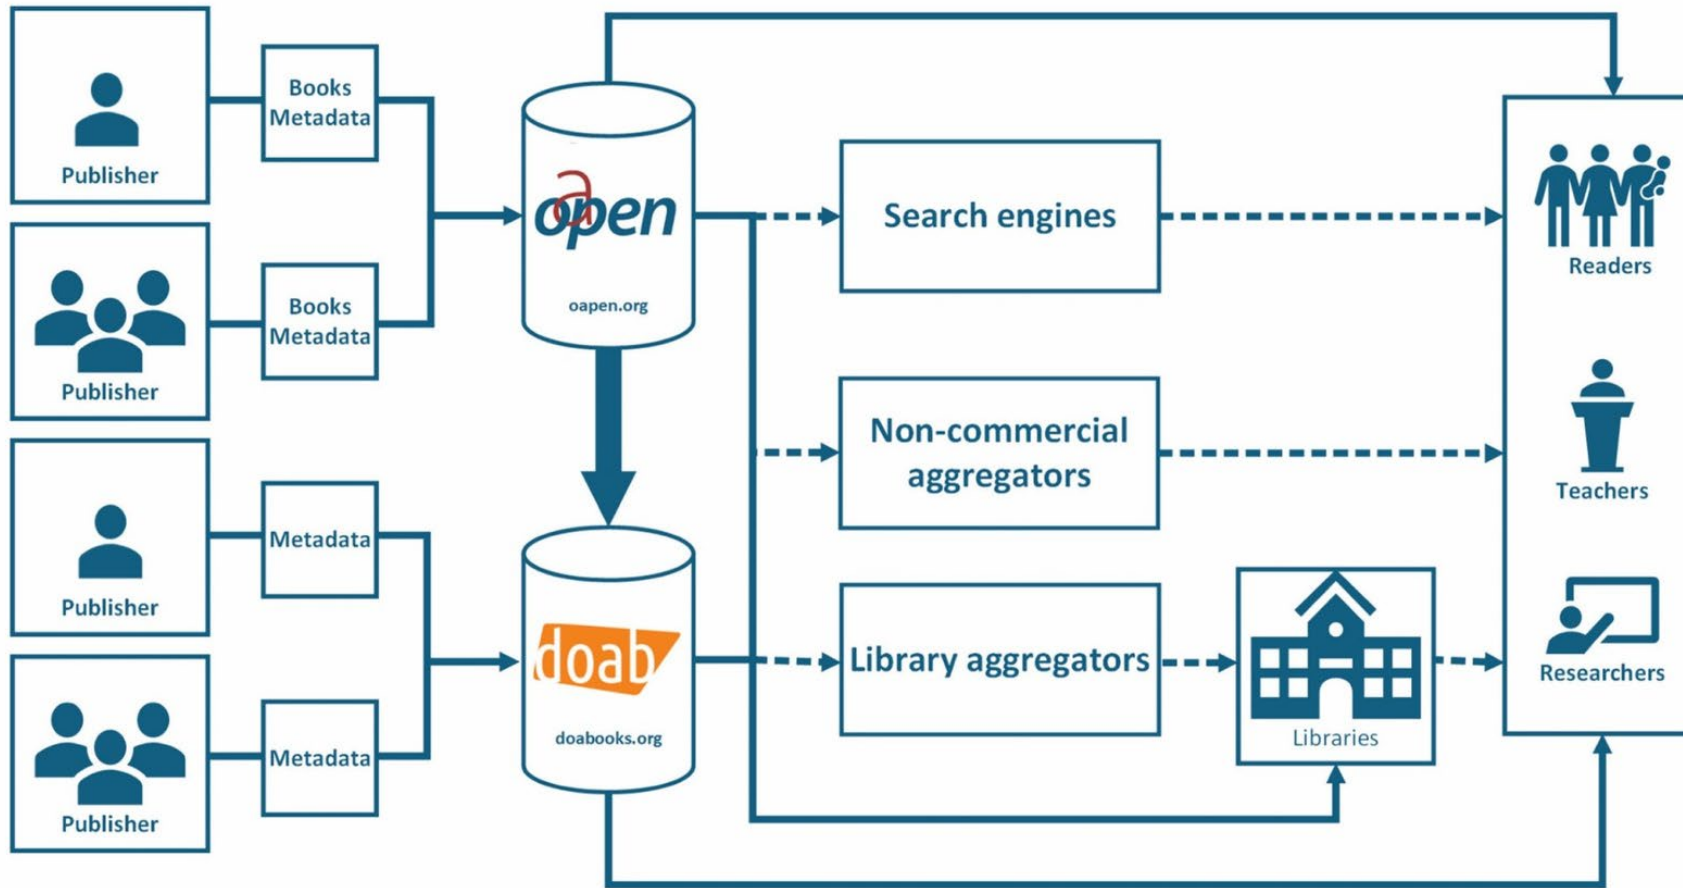 Publisher
Books
Metadata
Publisher
Books
Metadata
Publisher
Metadata
Publisher
Metadata
oapen
oapen.org
doab
doabooks.org
Search engines
Non-commercial
aggregators
Library aggregators
Libraries
Readers
Teachers
Researchers